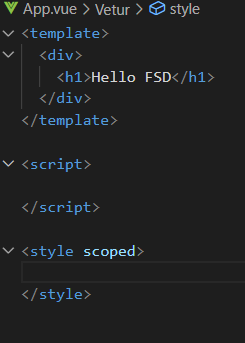 App.vue > Vetur > style
<template>
<div>
<h1>Hello FSD</h1>
</div>
</template>
<script>
</script>
<style scoped>
</style>